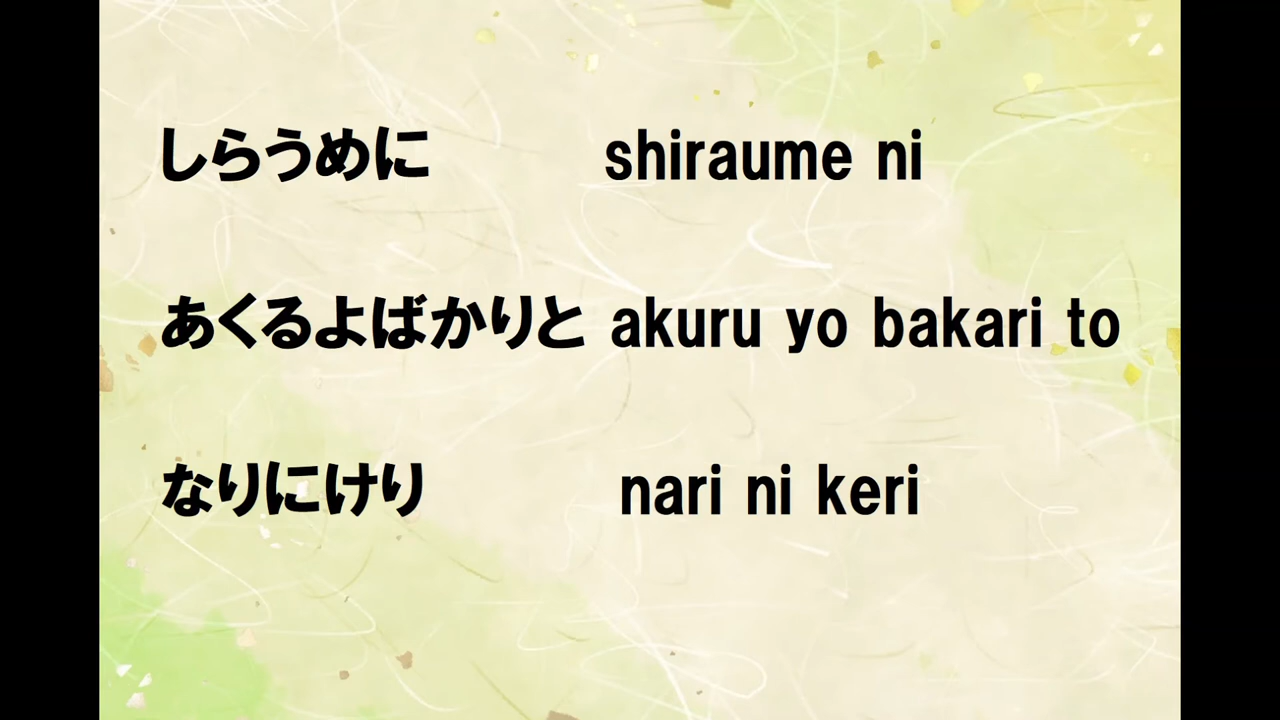 しらうめに shiraume ni
あくるよばかりと akuru yo bakari to
なりにけり nari ni keri